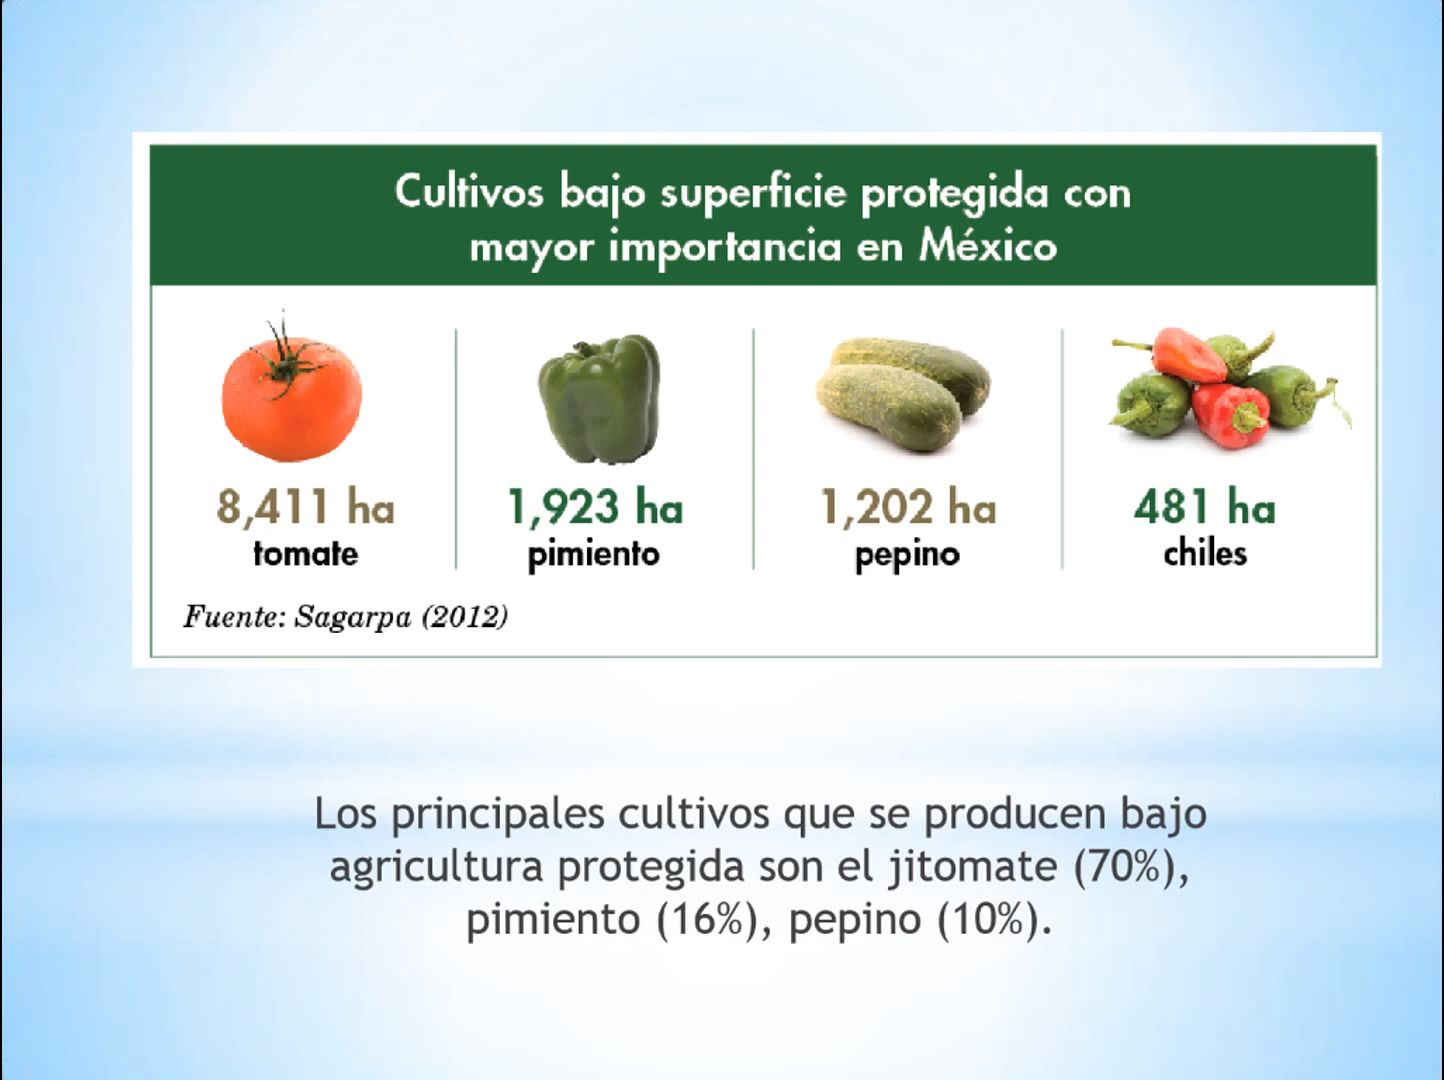 Cultivos bajo superficie protegida con
mayor importancia en México
8,411 ha
tomate
1,923 ha
pimiento
1,202 ha
pepino
481 ha
chiles
Fuente: Sagarpa (2012)
Los principales cultivos que se producen bajo
agricultura protegida son el jitomate (70%),
pimiento (16%), pepino (10%).